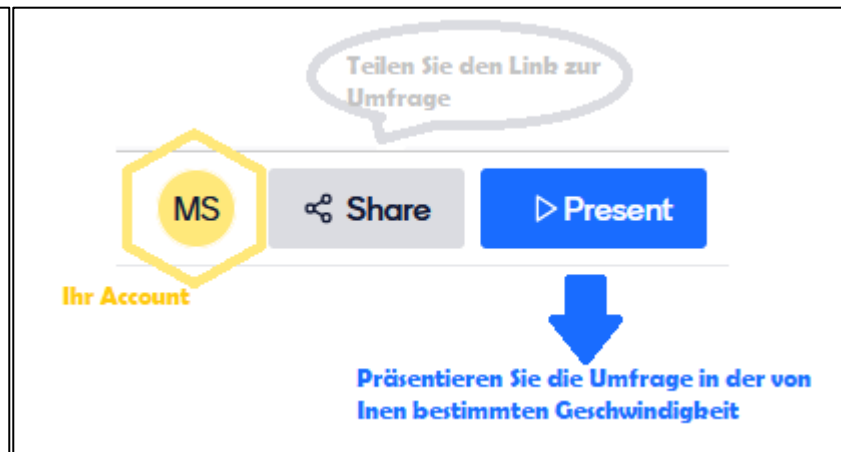 Teilen Sie den Link zur
Umfrage
MS
Share
Present
Ihr Account
Präsentieren Sie die Umfrage in der von
Inen bestimmten Geschwindigkeit